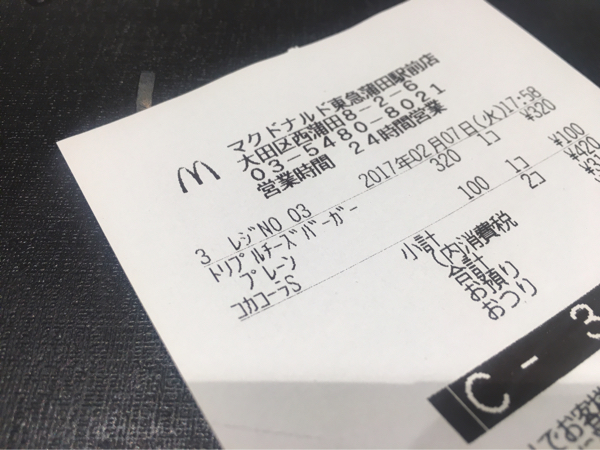 マクドナルド東急蒲田駅前店
大田区西蒲田8-2-6
03-5480-8021
営業時間 24時間営業
3 レジNO 03 2017年02月07日(火)17:58
トリプルチーズバーガー 320 1コ ¥320
プレーン
コカコーラS 100 1コ ¥100
小計 2コ ¥420
(内消費税 ¥31
合計
お預り
おつり
C - 3